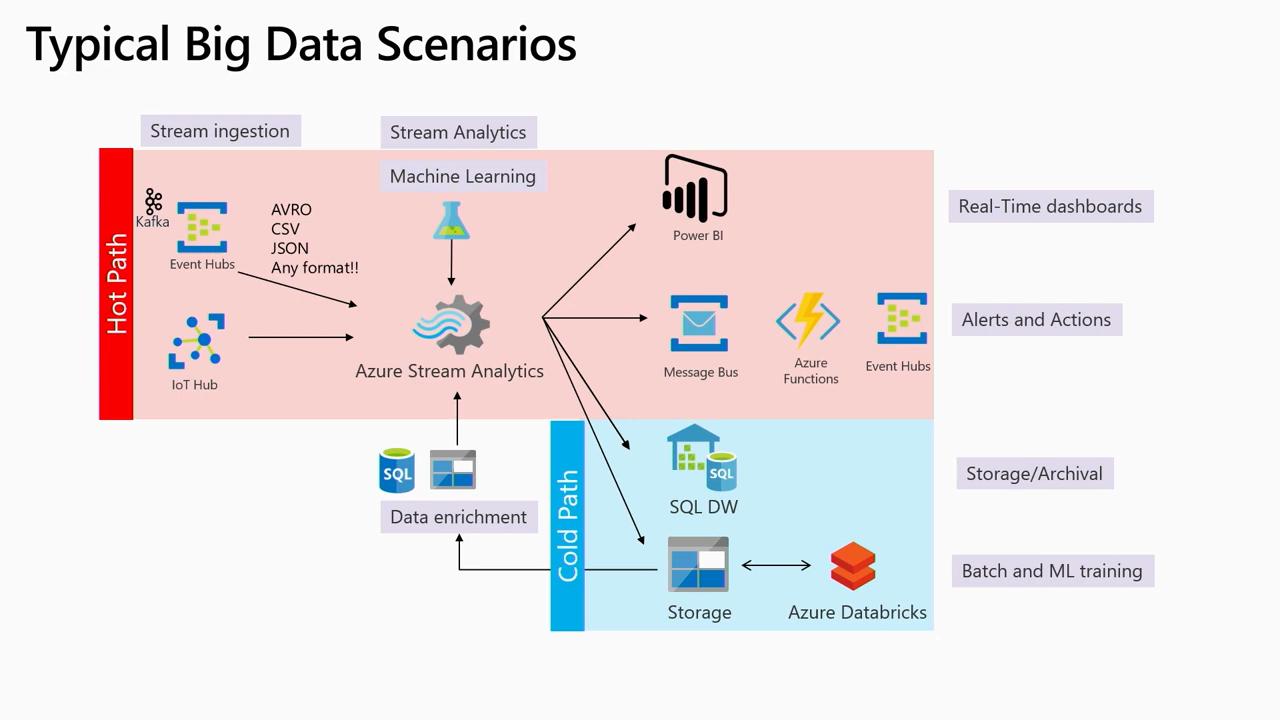 Typical Big Data Scenarios
Stream ingestion
Stream Analytics
Machine Learning
Hot Path
Kafka
Event Hubs
AVRO
CSV
JSON
Any format!!
IoT Hub
Azure Stream Analytics
Power BI
Real-Time dashboards
Message Bus
Azure
Functions
Event Hubs
Alerts and Actions
SQL
Data enrichment
Cold Path
SQL
SQL DW
Storage/Archival
Storage
Azure Databricks
Batch and ML training